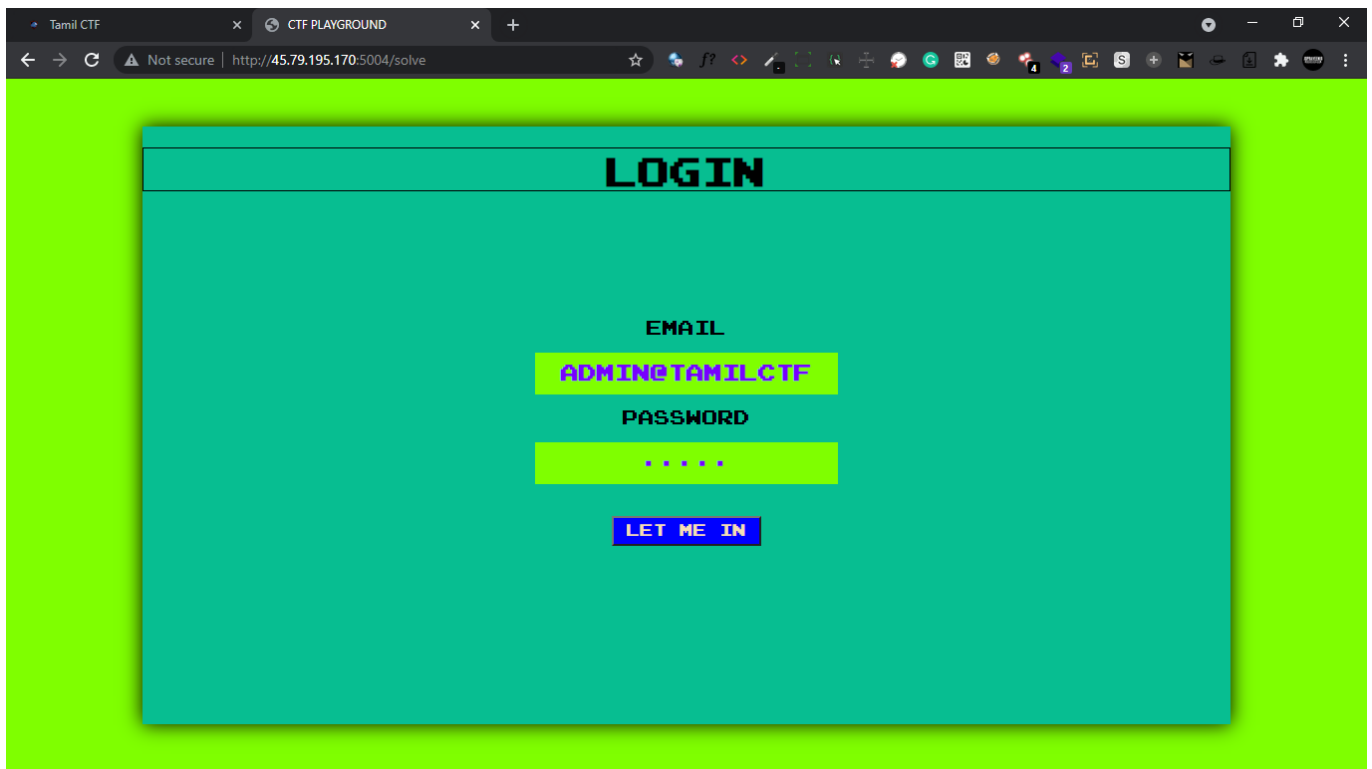 Tamil CTF
CTF PLAYGROUND
Not secure | http://45.79.195.170:5004/solve
LOGIN
EMAIL
ADMIN@TAMILCTF
PASSWORD
•••••
LET ME IN